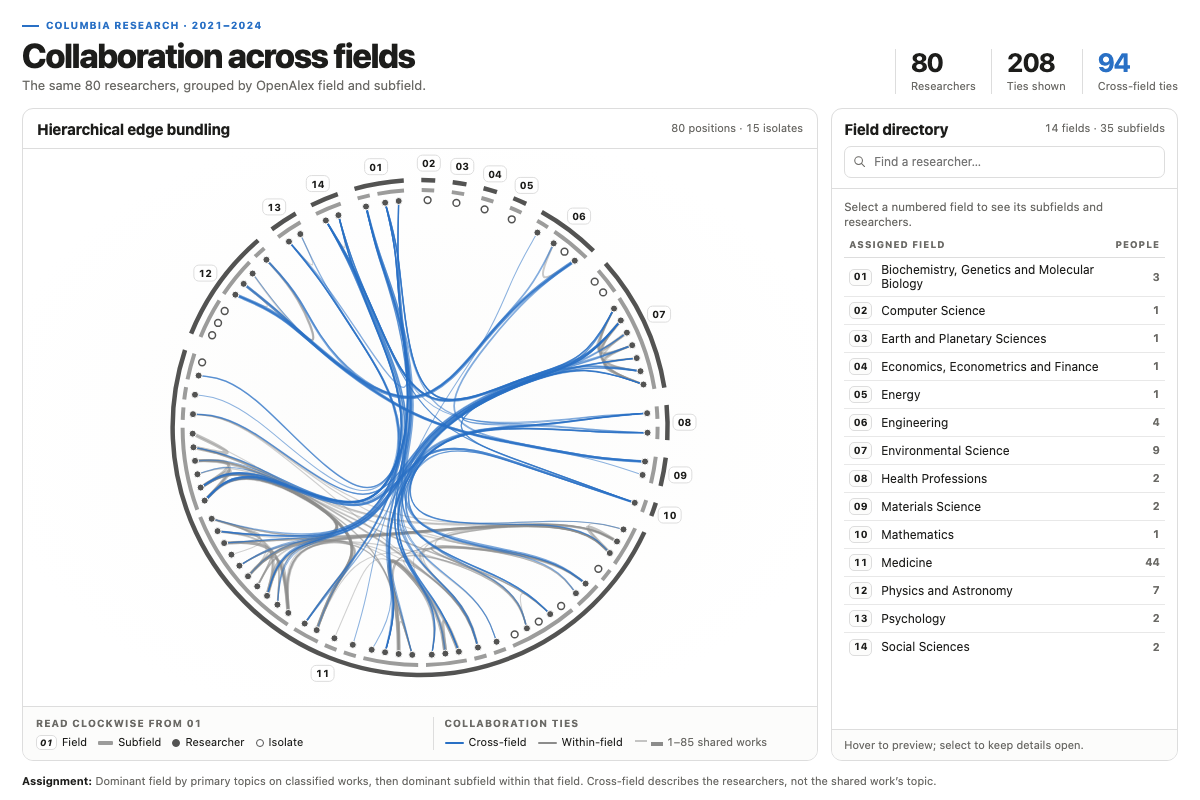 COLUMBIA RESEARCH · 2021–2024
Collaboration across fields
The same 80 researchers, grouped by OpenAlex field and subfield.
80
Researchers
208
Ties shown
94
Cross-field ties
Hierarchical edge bundling
80 positions · 15 isolates
01
02
03
04
05
06
07
08
09
10
11
12
13
14
READ CLOCKWISE FROM 01
01 Field Subfield Researcher Isolate
COLLABORATION TIES
Cross-field Within-field 1–85 shared works
Field directory
14 fields · 35 subfields
Find a researcher...
Select a numbered field to see its subfields and
researchers.
ASSIGNED FIELD PEOPLE
01 Biochemistry, Genetics and Molecular
Biology 3
02 Computer Science 1
03 Earth and Planetary Sciences 1
04 Economics, Econometrics and Finance 1
05 Energy 1
06 Engineering 4
07 Environmental Science 9
08 Health Professions 2
09 Materials Science 2
10 Mathematics 1
11 Medicine 44
12 Physics and Astronomy 7
13 Psychology 2
14 Social Sciences 2
Hover to preview; select to keep details open.
Assignment: Dominant field by primary topics on classified works, then dominant subfield within that field. Cross-field describes the researchers, not the shared work's topic.